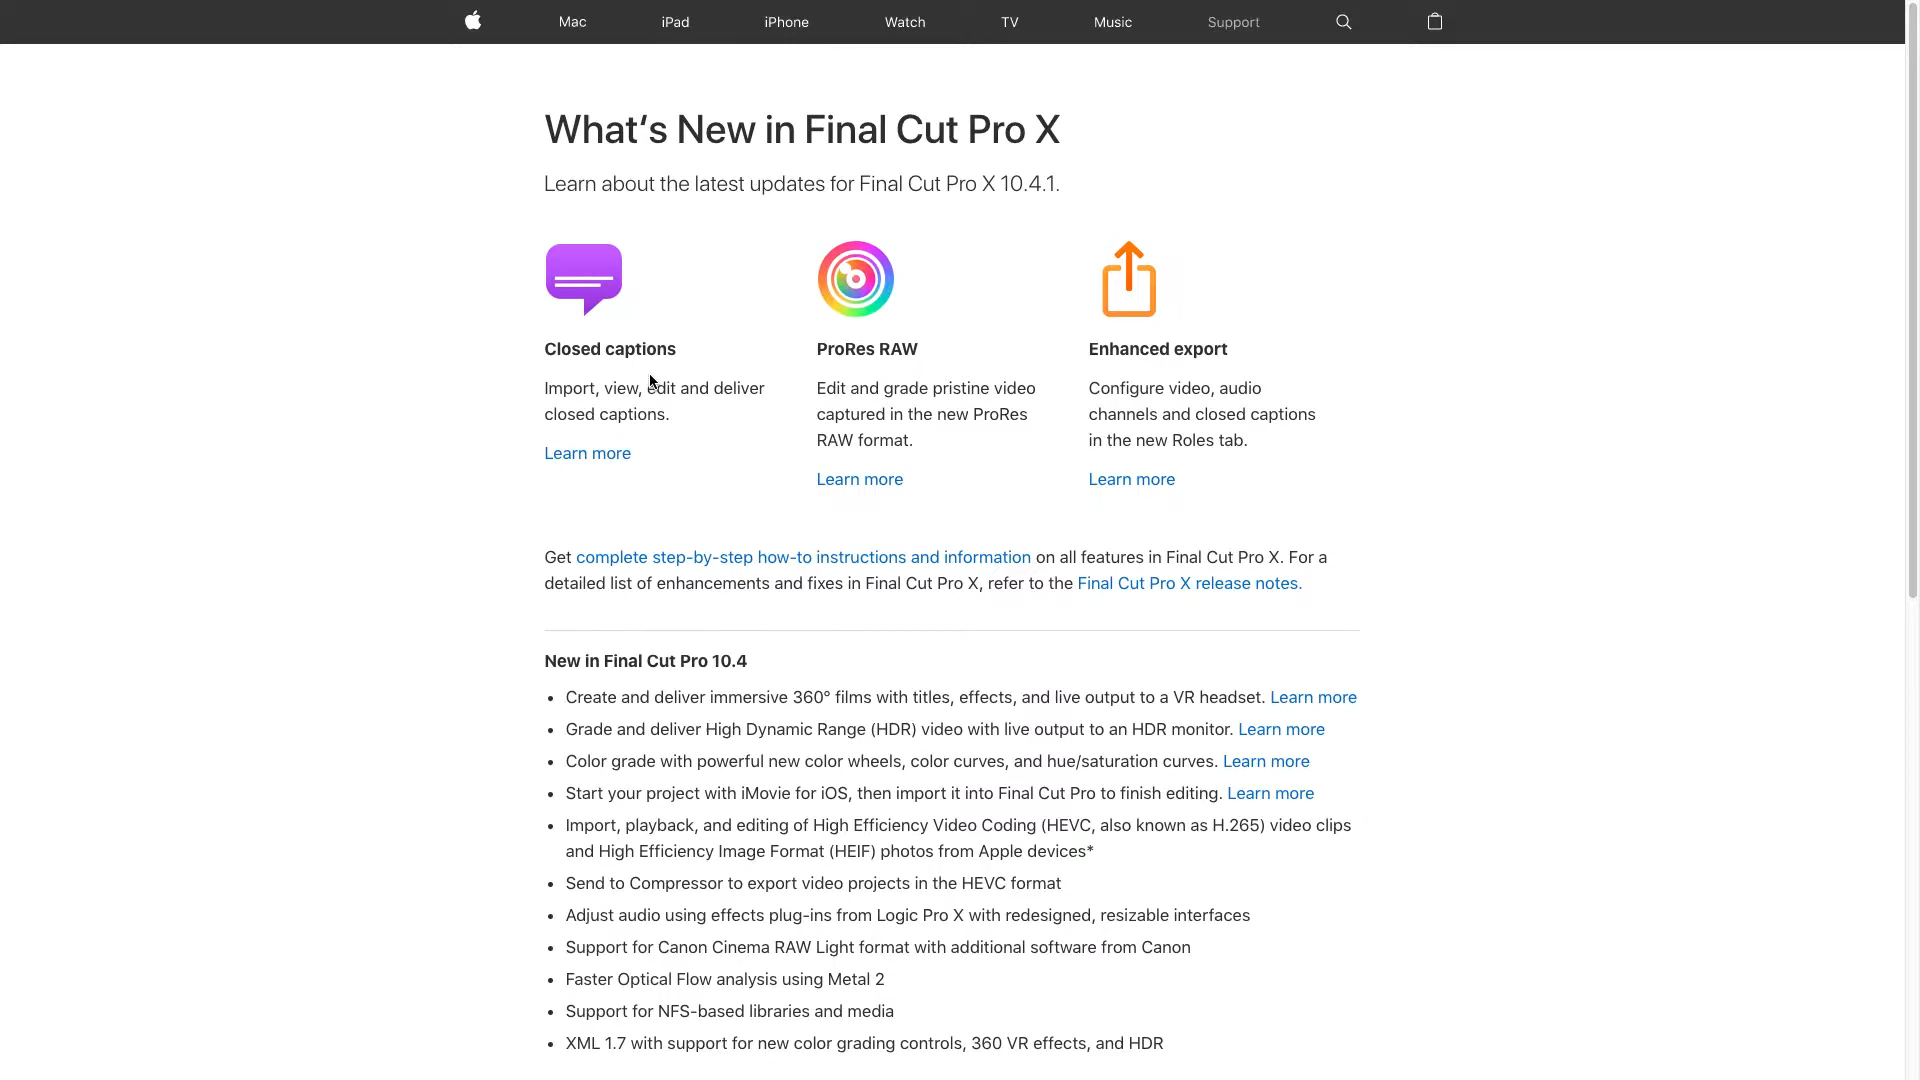 Mac iPad iPhone Watch TV Music Support
What‘s New in Final Cut Pro X
Learn about the latest updates for Final Cut Pro X 10.4.1.
Closed captions
Import, view, edit and deliver
closed captions.
Learn more
ProRes RAW
Edit and grade pristine video
captured in the new ProRes
RAW format.
Learn more
Enhanced export
Configure video, audio
channels and closed captions
in the new Roles tab.
Learn more
Get complete step-by-step how-to instructions and information on all features in Final Cut Pro X. For a
detailed list of enhancements and fixes in Final Cut Pro X, refer to the Final Cut Pro X release notes.
New in Final Cut Pro 10.4
• Create and deliver immersive 360° films with titles, effects, and live output to a VR headset. Learn more
• Grade and deliver High Dynamic Range (HDR) video with live output to an HDR monitor. Learn more
• Color grade with powerful new color wheels, color curves, and hue/saturation curves. Learn more
• Start your project with iMovie for iOS, then import it into Final Cut Pro to finish editing. Learn more
• Import, playback, and editing of High Efficiency Video Coding (HEVC, also known as H.265) video clips
and High Efficiency Image Format (HEIF) photos from Apple devices*
• Send to Compressor to export video projects in the HEVC format
• Adjust audio using effects plug-ins from Logic Pro X with redesigned, resizable interfaces
• Support for Canon Cinema RAW Light format with additional software from Canon
• Faster Optical Flow analysis using Metal 2
• Support for NFS-based libraries and media
• XML 1.7 with support for new color grading controls, 360 VR effects, and HDR